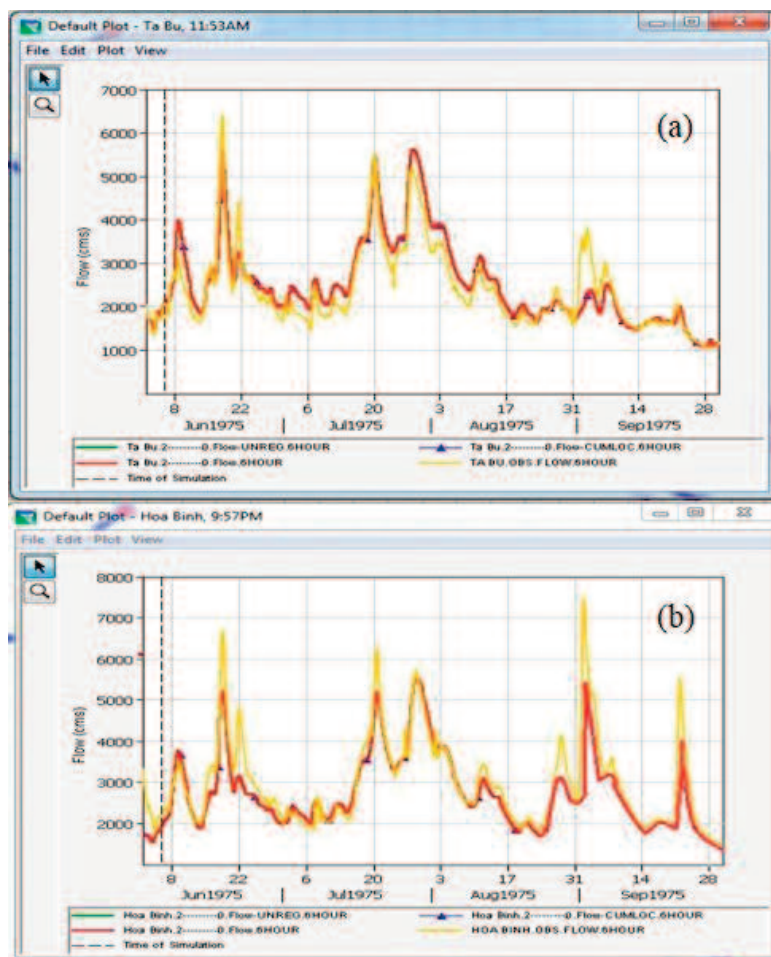 Default Plot - Ta Bu, 11:53AM
File Edit Plot View
(a)
7000
6000
5000
4000
3000
2000
1000
Flow (cms)
8 22 6 20 3 17 31 14 28
Jun1975 | Jul1975 | Aug1975 | Sep1975
Ta Bu.2--------0.Flow-UNREG.6HOUR Ta Bu.2--------0.Flow-CUMLOC.6HOUR
Ta Bu.2--------0.Flow.6HOUR TA BU.OBS.FLOW.6HOUR
Time of Simulation
Default Plot - Hoa Binh, 9:57PM
File Edit Plot View
(b)
8000
7000
6000
5000
4000
3000
2000
Flow (cms)
8 22 6 20 3 17 31 14 28
Jun1975 | Jul1975 | Aug1975 | Sep1975
Hoa Binh.2--------0.Flow-UNREG.6HOUR Hoa Binh.2--------0.Flow-CUMLOC.6HOUR
Hoa Binh.2--------0.Flow.6HOUR HOA BINH.OBS.FLOW.6HOUR
Time of Simulation